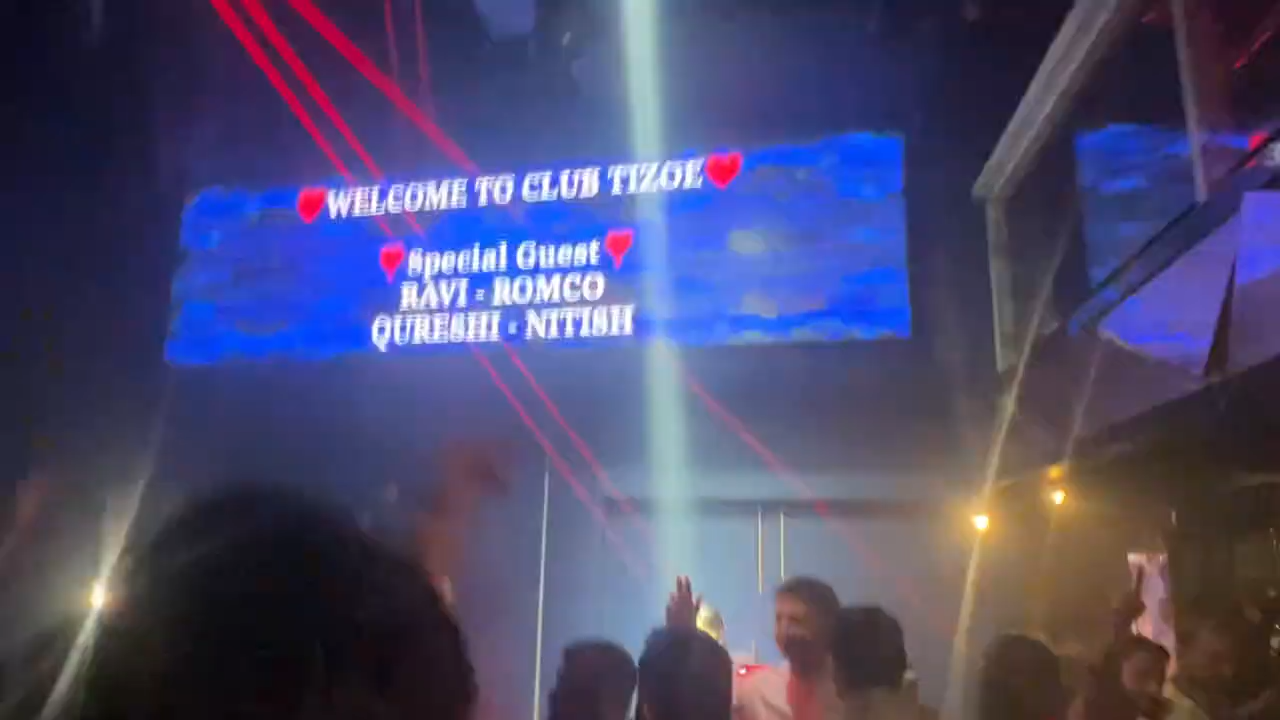 ❤️WELCOME TO CLUB TIZOE❤️
❤️Special Guest❤️
RAVI - ROMCO
QURESHI - NITISH